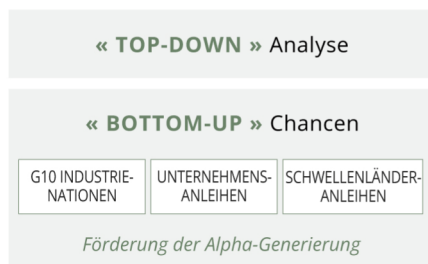 « TOP-DOWN » Analyse
« BOTTOM-UP » Chancen
G10 INDUSTRIE-
NATIONEN
UNTERNEHMENS-
ANLEIHEN
SCHWELLENLÄNDER-
ANLEIHEN
Förderung der Alpha-Generierung